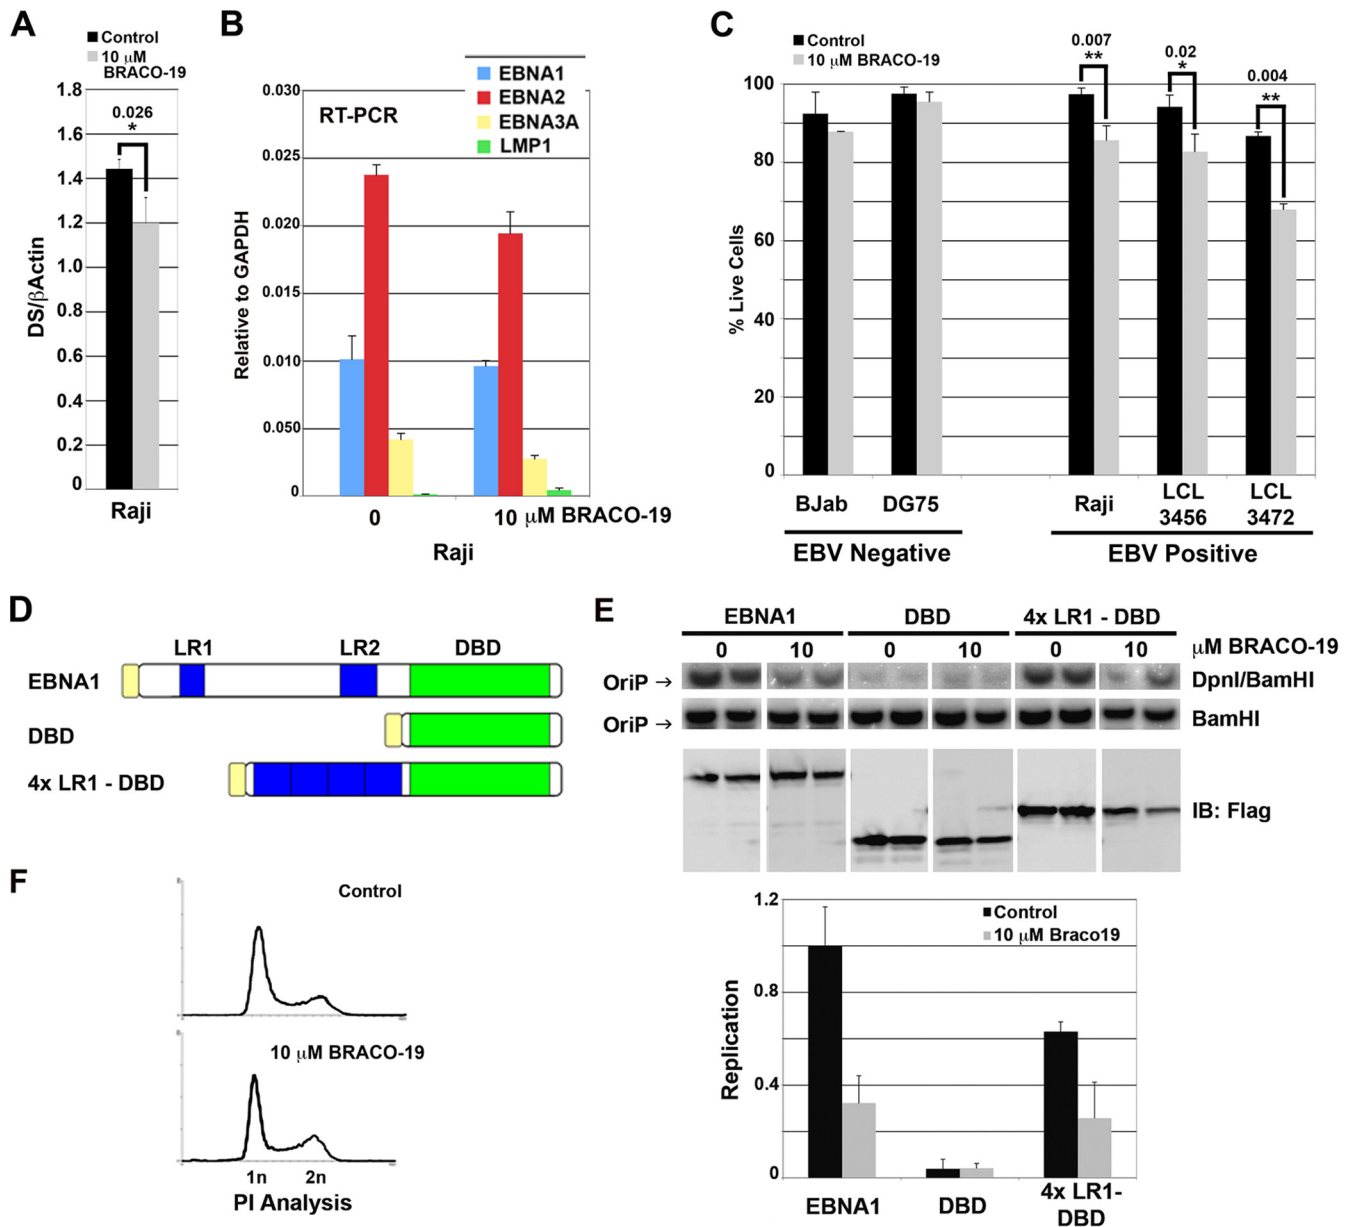 A
Control
10 µM
BRACO-19
1.8
1.6
1.4
1.2
1.0
0.8
0.6
0.4
0.2
0
DS/βActin
0.026
*
Raji
B
EBNA1
EBNA2
EBNA3A
LMP1
RT-PCR
0.030
0.025
0.020
0.015
0.010
0.050
0
Relative to GAPDH
0
10 µM BRACO-19
Raji
C
Control
10 µM BRACO-19
100
80
60
40
20
0
% Live Cells
0.007
**
0.02
*
0.004
**
BJab
DG75
Raji
LCL
3456
LCL
3472
EBV Negative
EBV Positive
D
LR1
LR2
DBD
EBNA1
DBD
4x LR1 - DBD
E
EBNA1
DBD
4x LR1 - DBD
0 10 0 10 0 10 µM BRACO-19
OriP → DpnI/BamHI
OriP → BamHI
IB: Flag
1.2
0.8
0.4
0
Replication
Control
10 µM Braco19
EBNA1
DBD
4x LR1-
DBD
F
Control
10 µM BRACO-19
1n 2n
PI Analysis